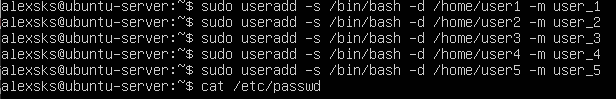 alexsks@ubuntu-server:~$ sudo useradd -s /bin/bash -d /home/user1 -m user_1
alexsks@ubuntu-server:~$ sudo useradd -s /bin/bash -d /home/user2 -m user_2
alexsks@ubuntu-server:~$ sudo useradd -s /bin/bash -d /home/user3 -m user_3
alexsks@ubuntu-server:~$ sudo useradd -s /bin/bash -d /home/user4 -m user_4
alexsks@ubuntu-server:~$ sudo useradd -s /bin/bash -d /home/user5 -m user_5
alexsks@ubuntu-server:~$ cat /etc/passwd